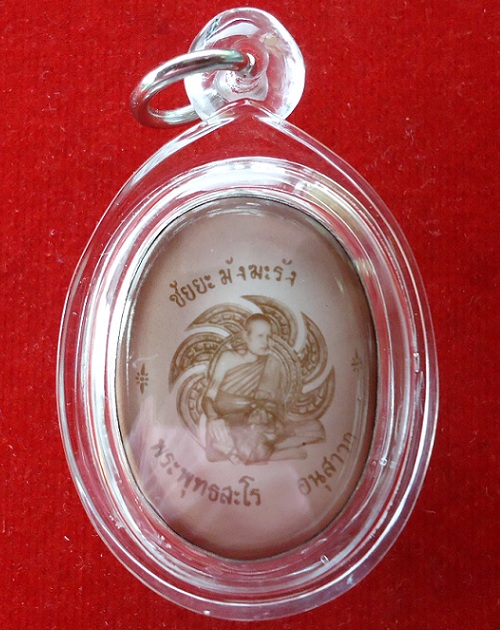 ชัยยะ มังมะรัง
พระพุทธสะโร อนุสาวก